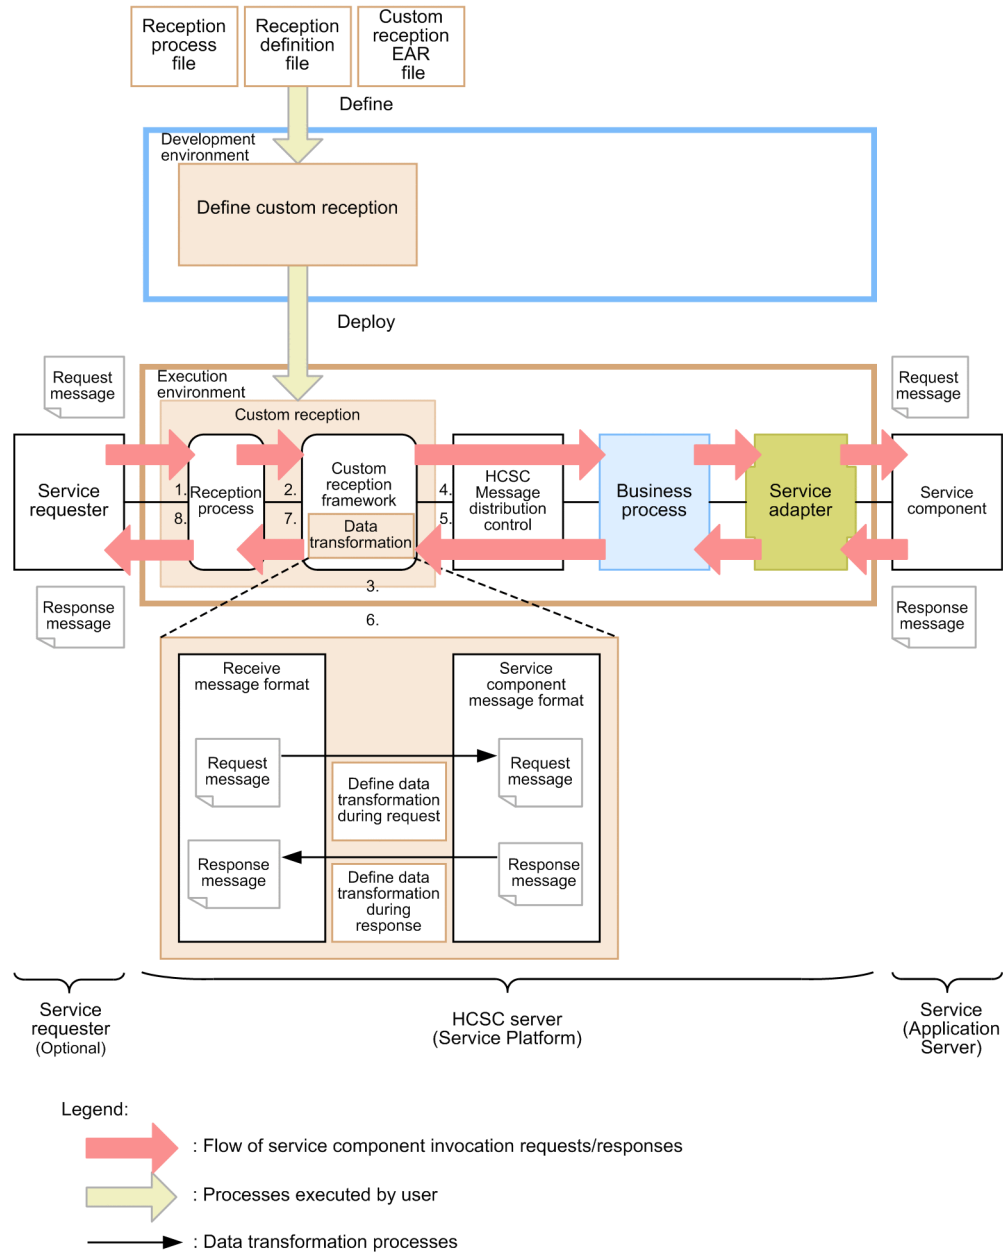 Reception
process
file
Reception
definition
file
Custom
reception
EAR
file
Define
Development
environment
Define custom reception
Deploy
Request
message
Execution
environment
Request
message
Custom reception
Service
requester
1.
8.
Reception
process
2.
7.
Custom
reception
framework
Data
transformation
4.
5.
HCSC
Message
distribution
control
Business
process
Service
adapter
Service
component
3.
6.
Response
message
Response
message
Receive
message format
Service
component
message format
Request
message
Define data
transformation
during request
Request
message
Response
message
Define data
transformation
during
response
Response
message
Service
requester
(Optional)
HCSC server
(Service Platform)
Service
(Application
Server)
Legend:
: Flow of service component invocation requests/responses
: Processes executed by user
: Data transformation processes